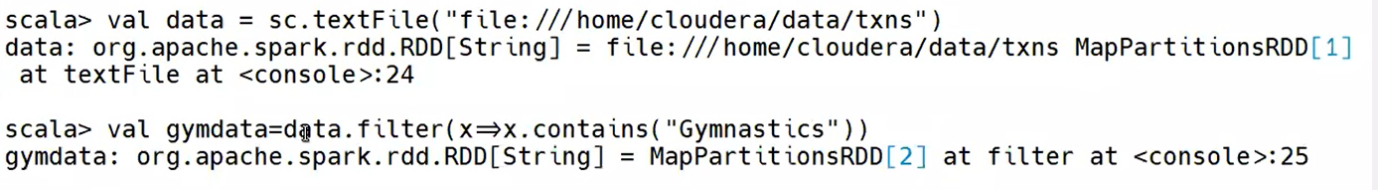 scala> val data = sc.textFile("file:///home/cloudera/data/txns")
data: org.apache.spark.rdd.RDD[String] = file:///home/cloudera/data/txns MapPartitionsRDD[1]
 at textFile at <console>:24
scala> val gymdata=data.filter(x=>x.contains("Gymnastics"))
gymdata: org.apache.spark.rdd.RDD[String] = MapPartitionsRDD[2] at filter at <console>:25